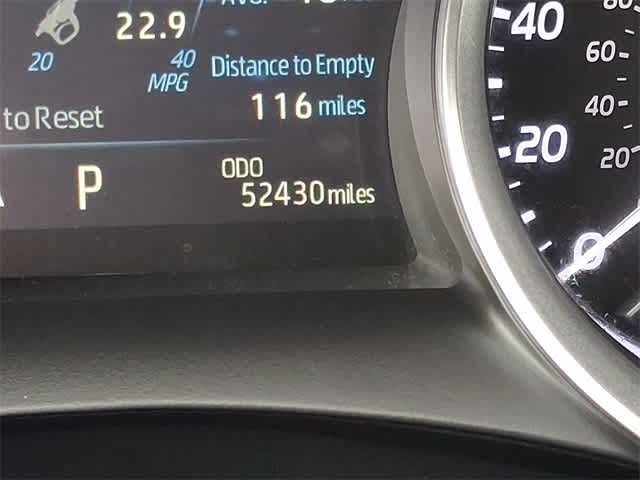 22.9
20 40
MPG
to Reset
Distance to Empty
116 miles
P
ODO
52430 miles
40
20
0
80
60
40
20